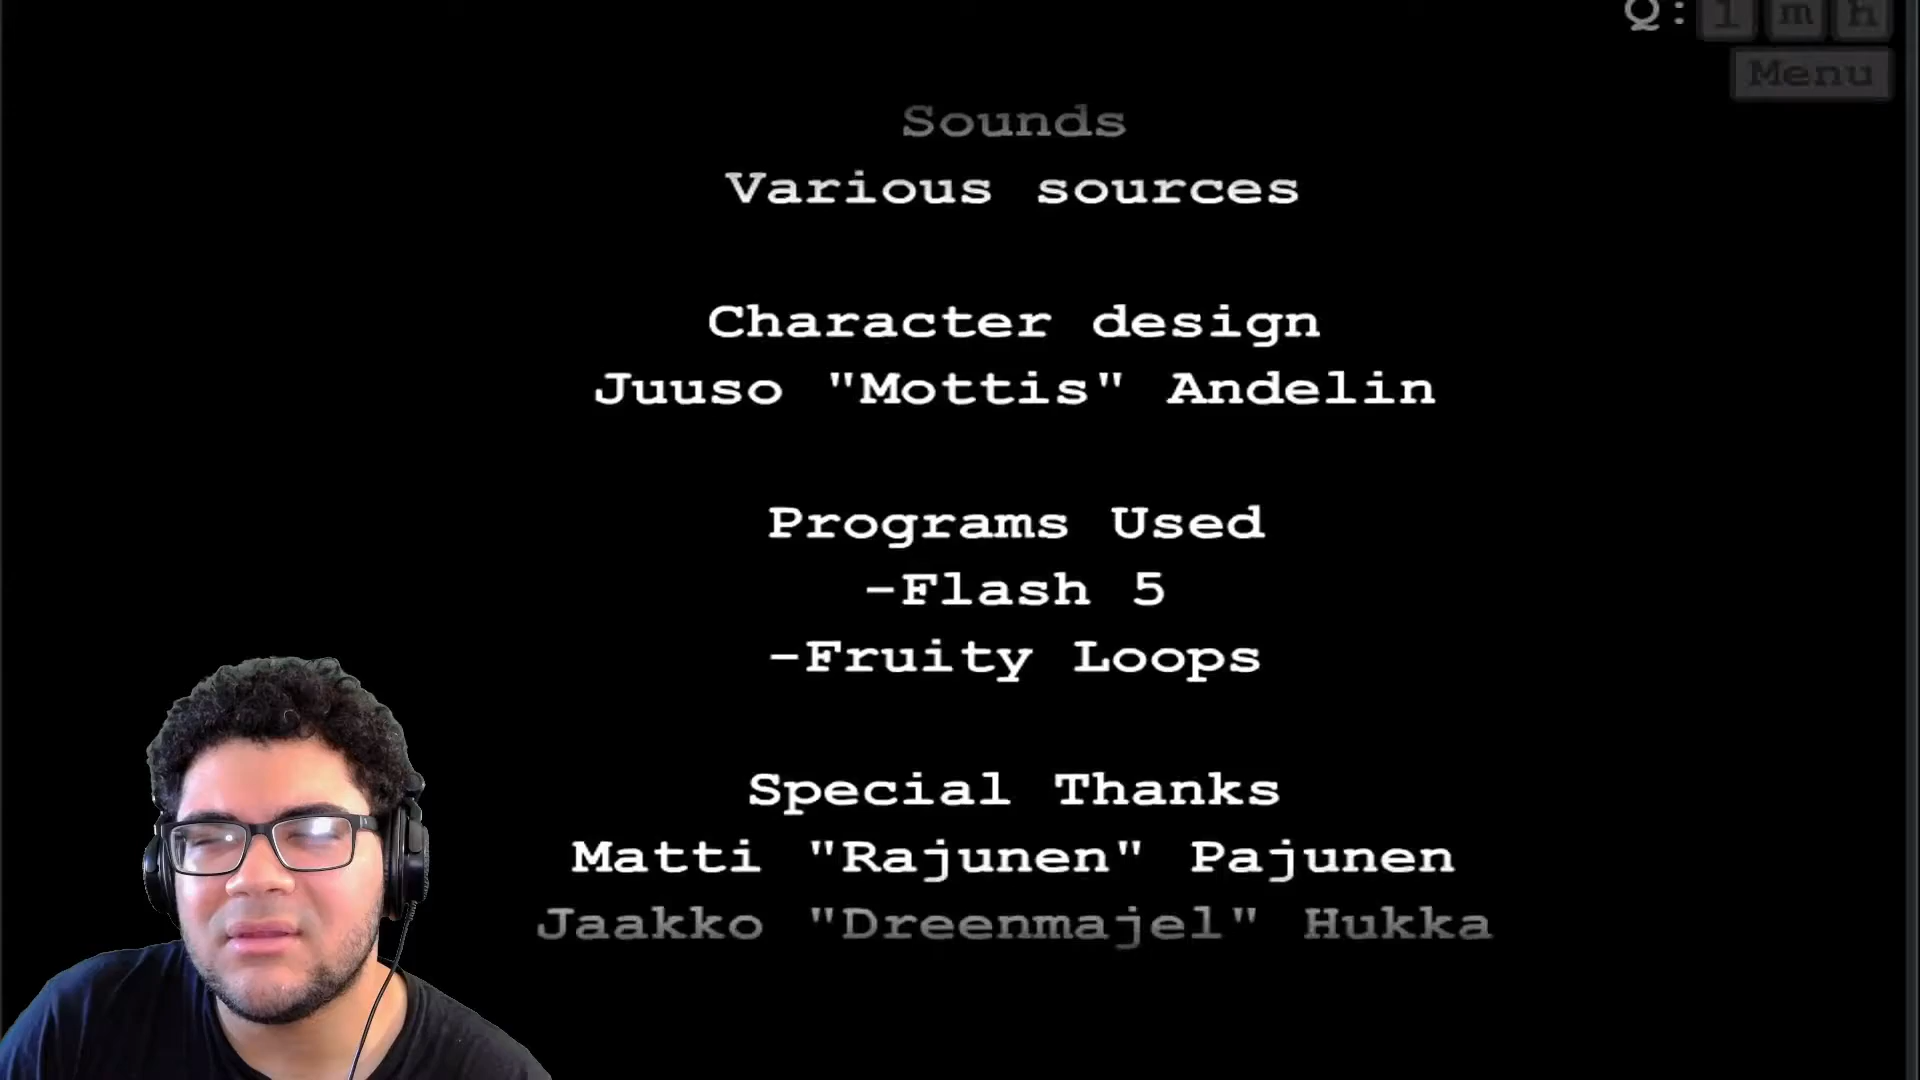 Q: l m h
Menu
Sounds
Various sources
Character design
Juuso "Mottis" Andelin
Programs Used
-Flash 5
-Fruity Loops
Special Thanks
Matti "Rajunen" Pajunen
Jaakko "Dreenmajel" Hukka